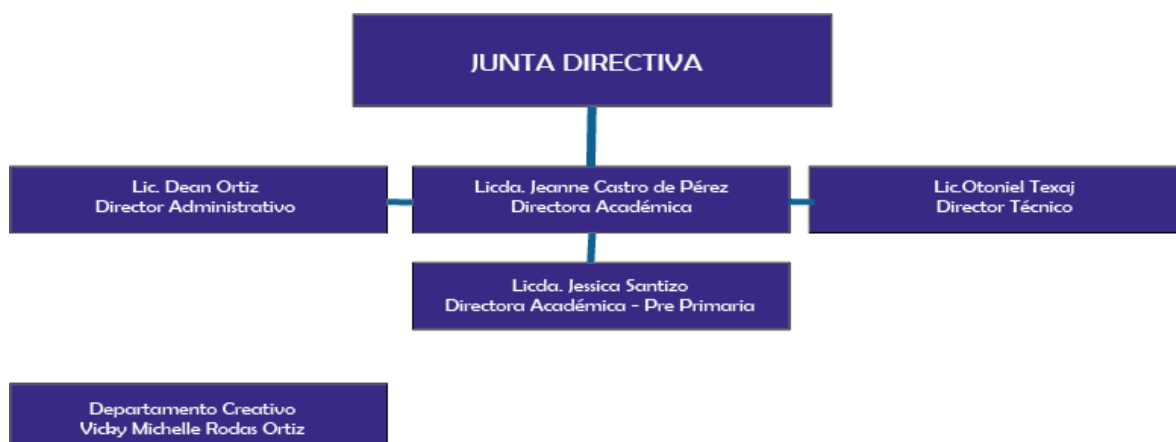 JUNTA DIRECTIVA
Lic. Dean Ortiz
Director Administrativo
Licda. Jeanne Castro de Pérez
Directora Académica
Lic.Otoniel Texaj
Director Técnico
Licda. Jessica Santizo
Directora Académica - Pre Primaria
Departamento Creativo
Vicky Michelle Rodas Ortiz